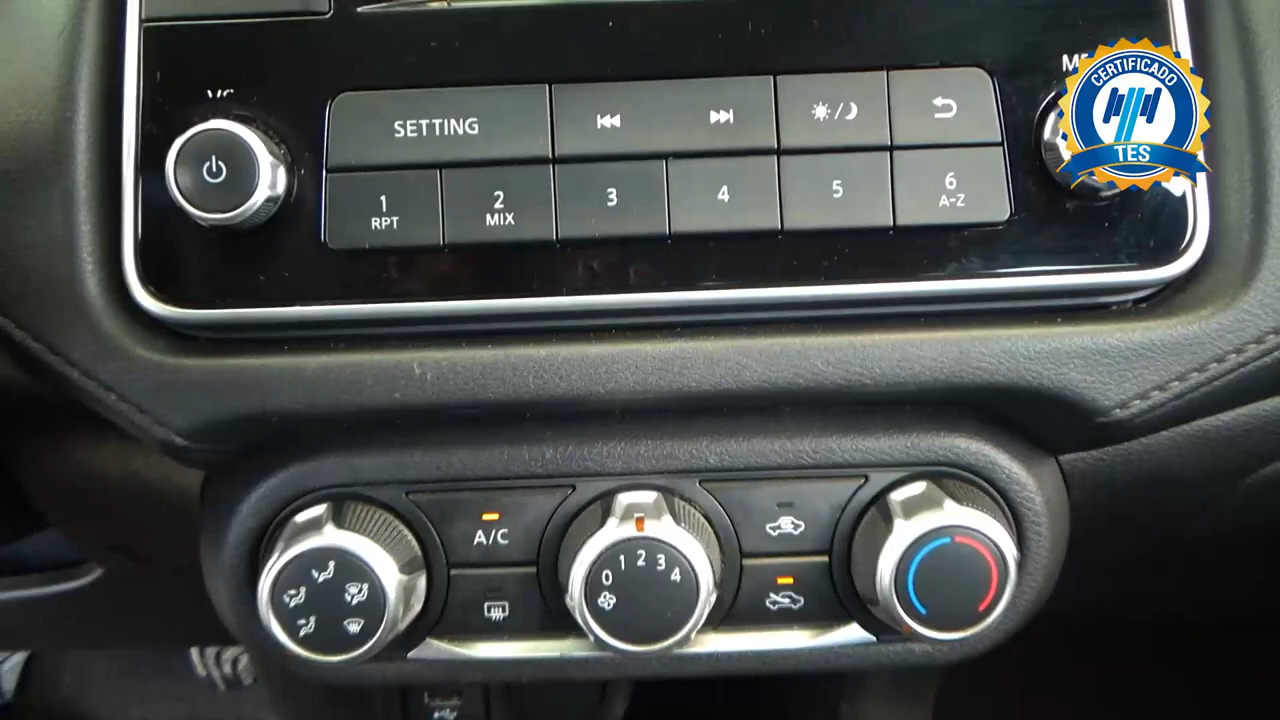 SETTING
1
RPT
2
MIX
3
4
5
6
A-Z
CERTIFICADO
TES
A/C
0 1 2 3 4